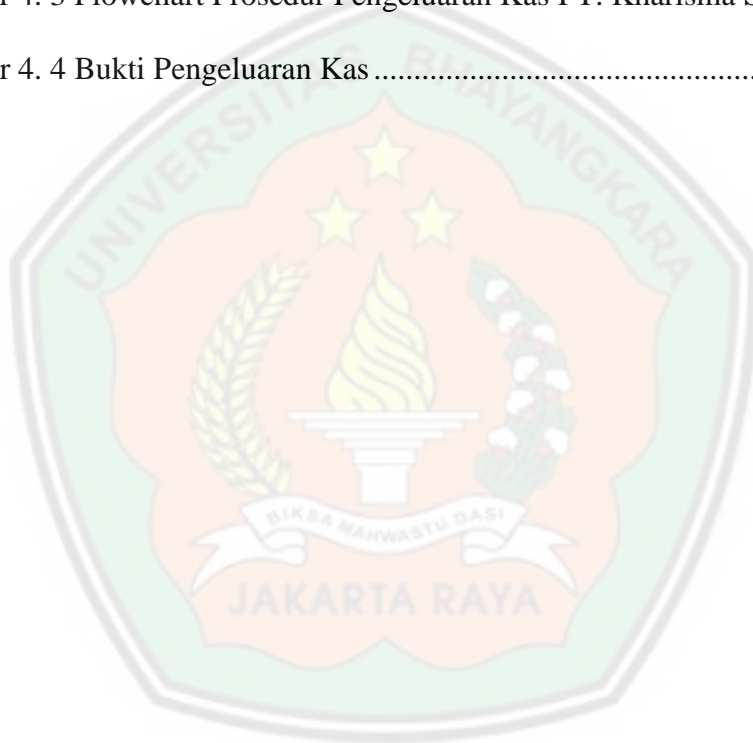 r 4. 3 Flowchart Prosedur Pengeluaran Kas PT. Kharisma S
r 4. 4 Bukti Pengeluaran Kas ................................................
UNIVERSITAS BHAYANGKARA
BIKSA MAHWASTU DASI
JAKARTA RAYA